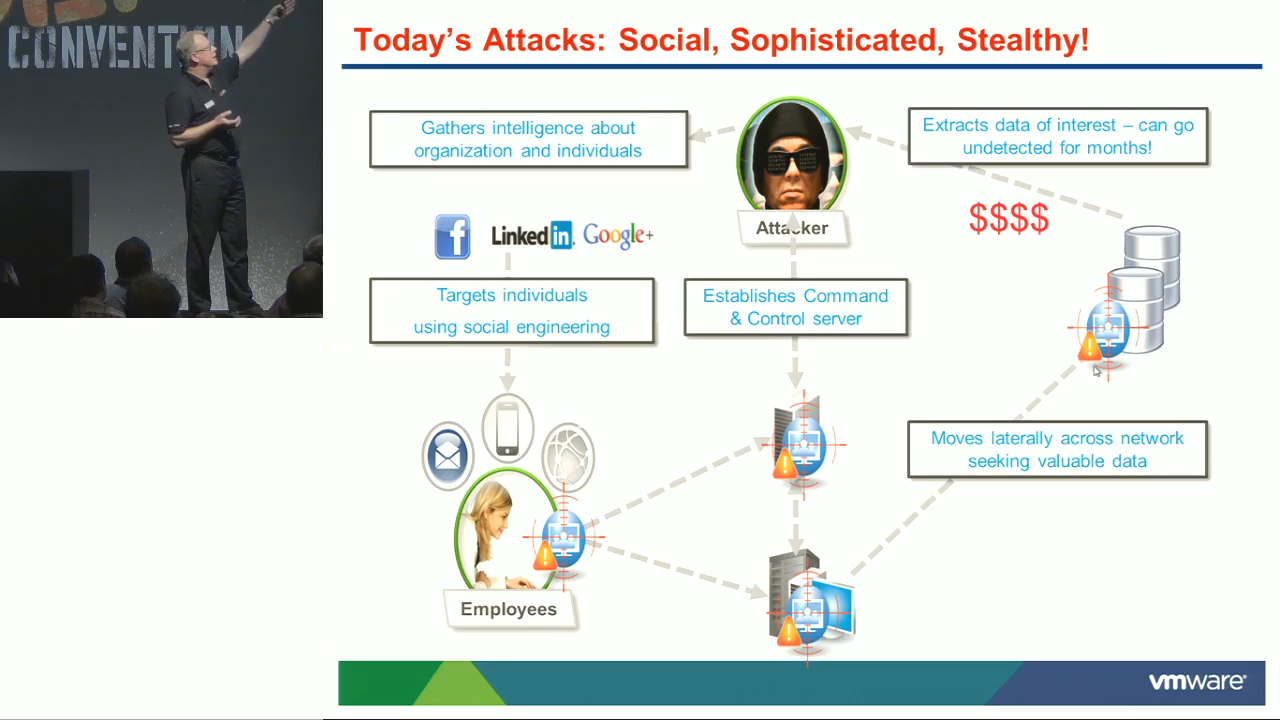 CONVENTION
Today's Attacks: Social, Sophisticated, Stealthy!
Gathers intelligence about
organization and individuals
Extracts data of interest – can go
undetected for months!
Attacker
$$$$
f
Linked in
Google+
Targets individuals
using social engineering
Establishes Command
& Control server
Moves laterally across network
seeking valuable data
Employees
vmware